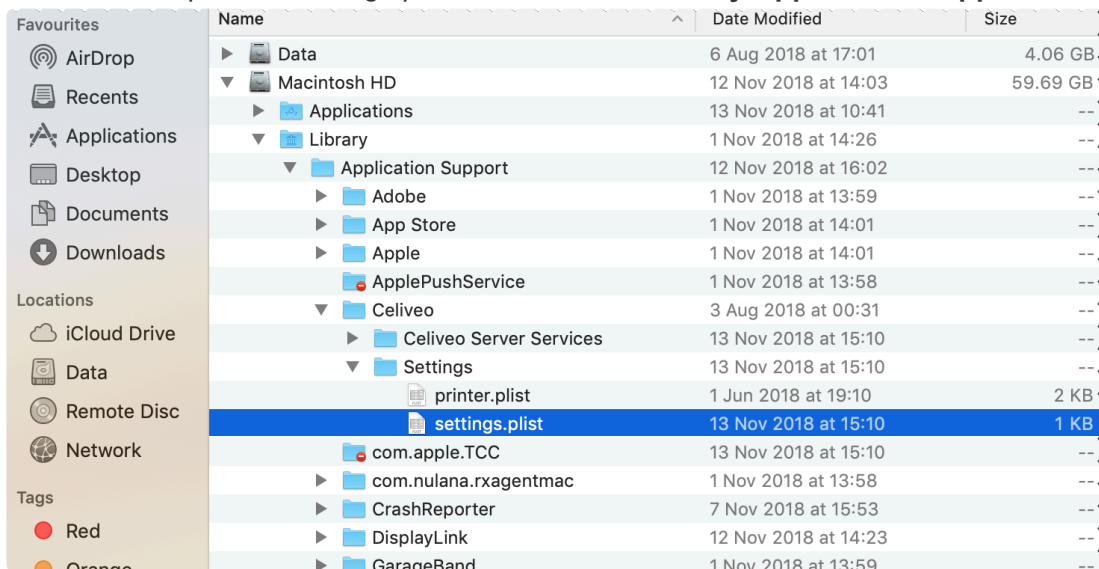 Favourites
AirDrop
Recents
Applications
Desktop
Documents
Downloads
Locations
iCloud Drive
Data
Remote Disc
Network
Tags
Red
Orange
Name Date Modified Size
Data 6 Aug 2018 at 17:01 4.06 GB
Macintosh HD 12 Nov 2018 at 14:03 59.69 GB
Applications 13 Nov 2018 at 10:41 --
Library 1 Nov 2018 at 14:26 --
Application Support 12 Nov 2018 at 16:02 --
Adobe 1 Nov 2018 at 13:59 --
App Store 1 Nov 2018 at 14:01 --
Apple 1 Nov 2018 at 14:01 --
ApplePushService 1 Nov 2018 at 13:58 --
Celiveo 3 Aug 2018 at 00:31 --
Celiveo Server Services 13 Nov 2018 at 15:10 --
Settings 13 Nov 2018 at 15:10 --
printer.plist 1 Jun 2018 at 19:10 2 KB
settings.plist 13 Nov 2018 at 15:10 1 KB
com.apple.TCC 13 Nov 2018 at 15:10 --
com.nulana.rxagentmac 1 Nov 2018 at 13:58 --
CrashReporter 7 Nov 2018 at 15:53 --
DisplayLink 12 Nov 2018 at 14:23 --
GarageBand 1 Nov 2018 at 13:59 --